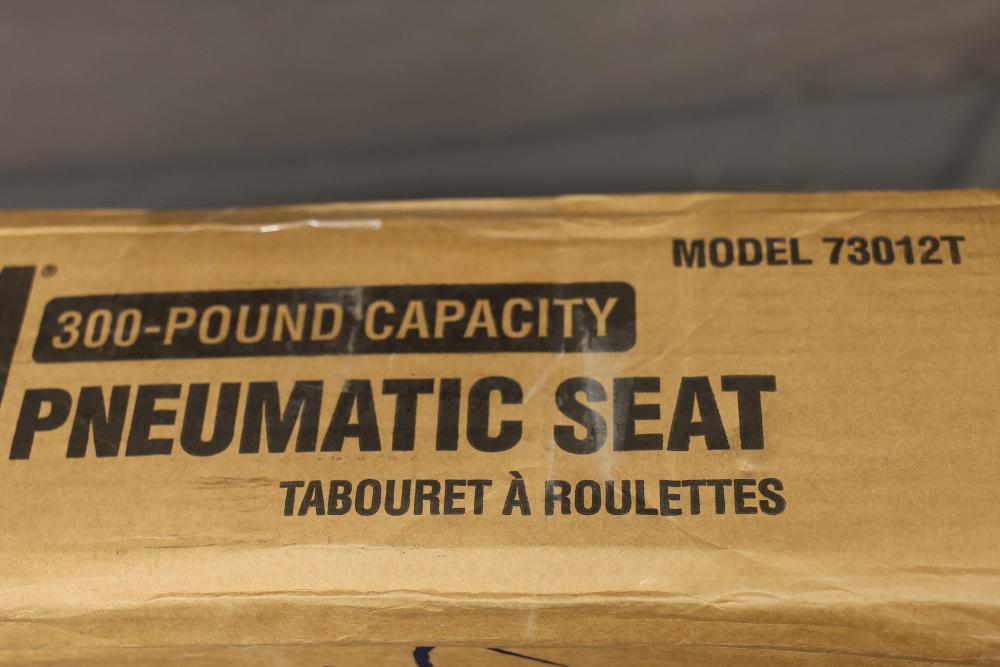 MODEL 73012T
®
300-POUND CAPACITY
PNEUMATIC SEAT
TABOURET À ROULETTES